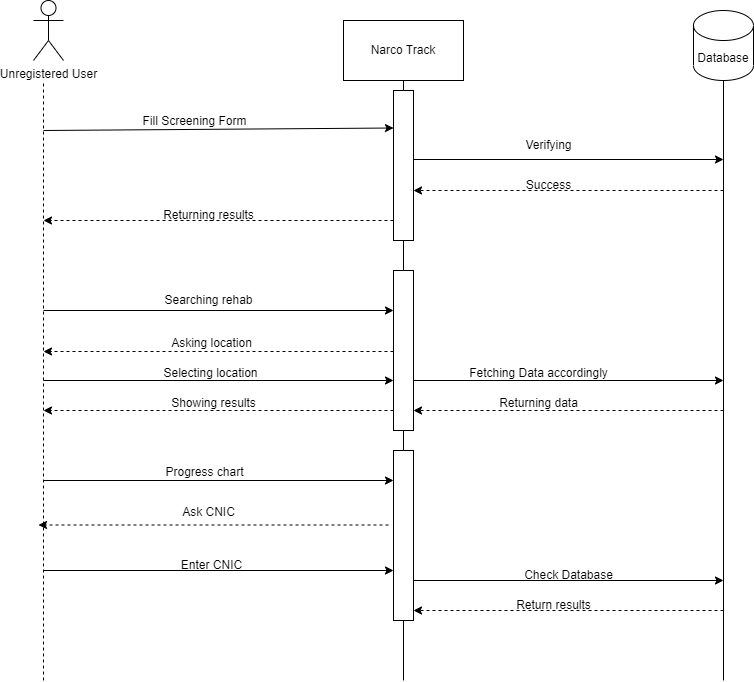 Unregistered User
Narco Track
Database
Fill Screening Form
Verifying
Success
Returning results
Searching rehab
Asking location
Selecting location
Fetching Data accordingly
Showing results
Returning data
Progress chart
Ask CNIC
Enter CNIC
Check Database
Return results